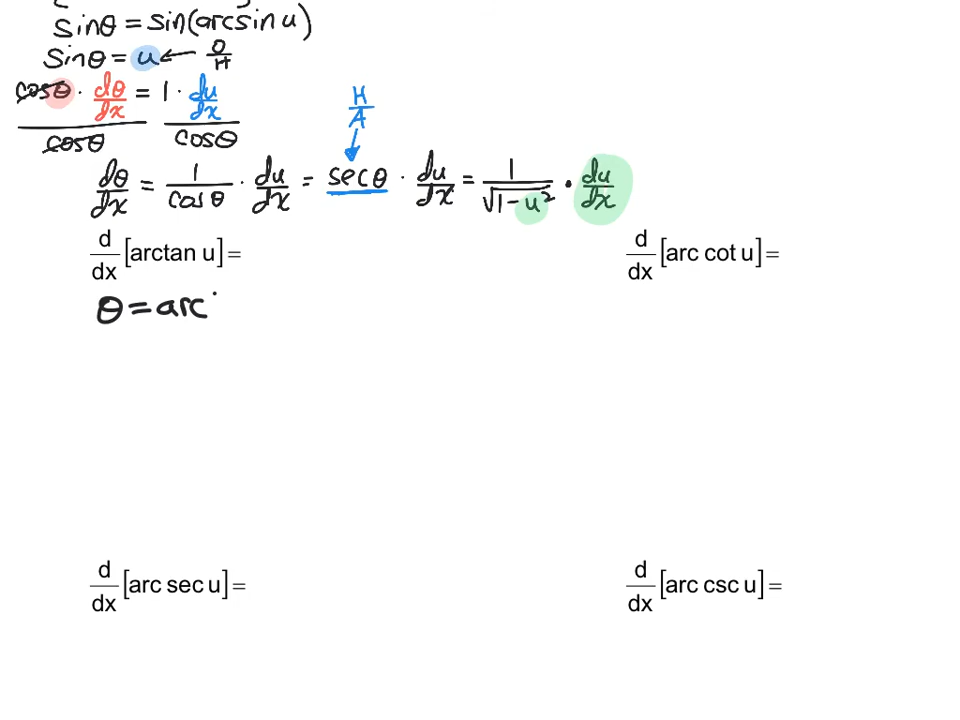 sinθ = sin(arcsin u)
sinθ = u ← O/H
cosθ · dθ/dx = 1 · du/dx
cosθ cosθ
H/A
dθ/dx = 1/cosθ · du/dx = secθ · du/dx = 1/√(1-u²) · du/dx
d/dx [arctan u] =
d/dx [arc cot u] =
θ = arc
d/dx [arc sec u] =
d/dx [arc csc u] =